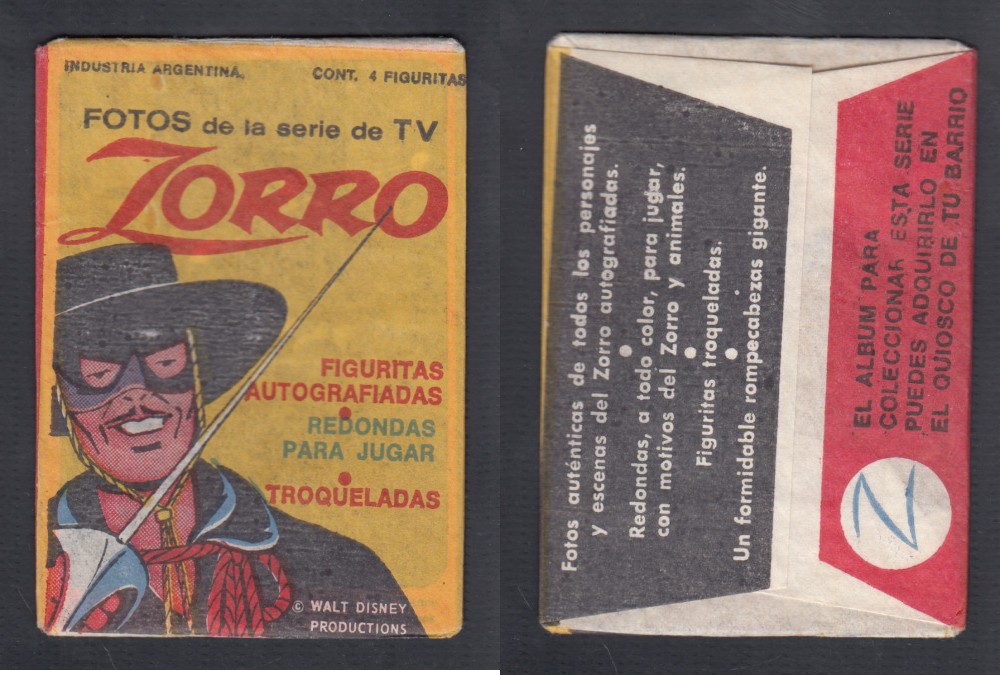 INDUSTRIA ARGENTINA.
CONT. 4 FIGURITAS
FOTOS de la serie de TV
ZORRO
FIGURITAS
AUTOGRAFIADAS
REDONDAS
PARA JUGAR
TROQUELADAS
© WALT DISNEY
PRODUCTIONS
Fotos auténticas de todos los personajes
y escenas del Zorro autografiadas.
Redondas, a todo color, para jugar,
con motivos del Zorro y animales.
Figuritas troqueladas.
Un formidable rompecabezas gigante.
EL ALBUM PARA
COLECCIONAR ESTA SERIE
PUEDES ADQUIRIRLO EN
EL QUIOSCO DE TU BARRIO
Z